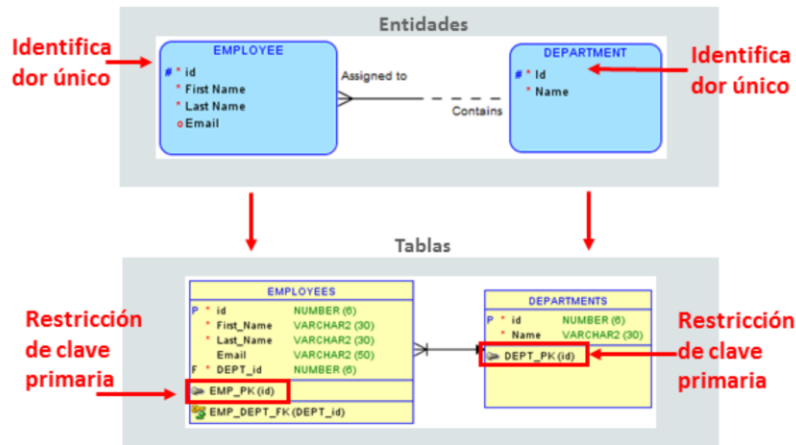 Entidades
Identifica
dor único
EMPLOYEE
# * id
* First Name
* Last Name
o Email
Assigned to
Contains
DEPARTMENT
# * Id
* Name
Identifica
dor único
Tablas
Restricción
de clave
primaria
EMPLOYEES
P * id NUMBER (6)
* First_Name VARCHAR2 (30)
* Last_Name VARCHAR2 (30)
Email VARCHAR2 (50)
F * DEPT_id NUMBER (6)
EMP_PK (id)
EMP_DEPT_FK (DEPT_id)
DEPARTMENTS
P * id NUMBER (6)
* Name VARCHAR2 (30)
DEPT_PK (id)
Restricción
de clave
primaria